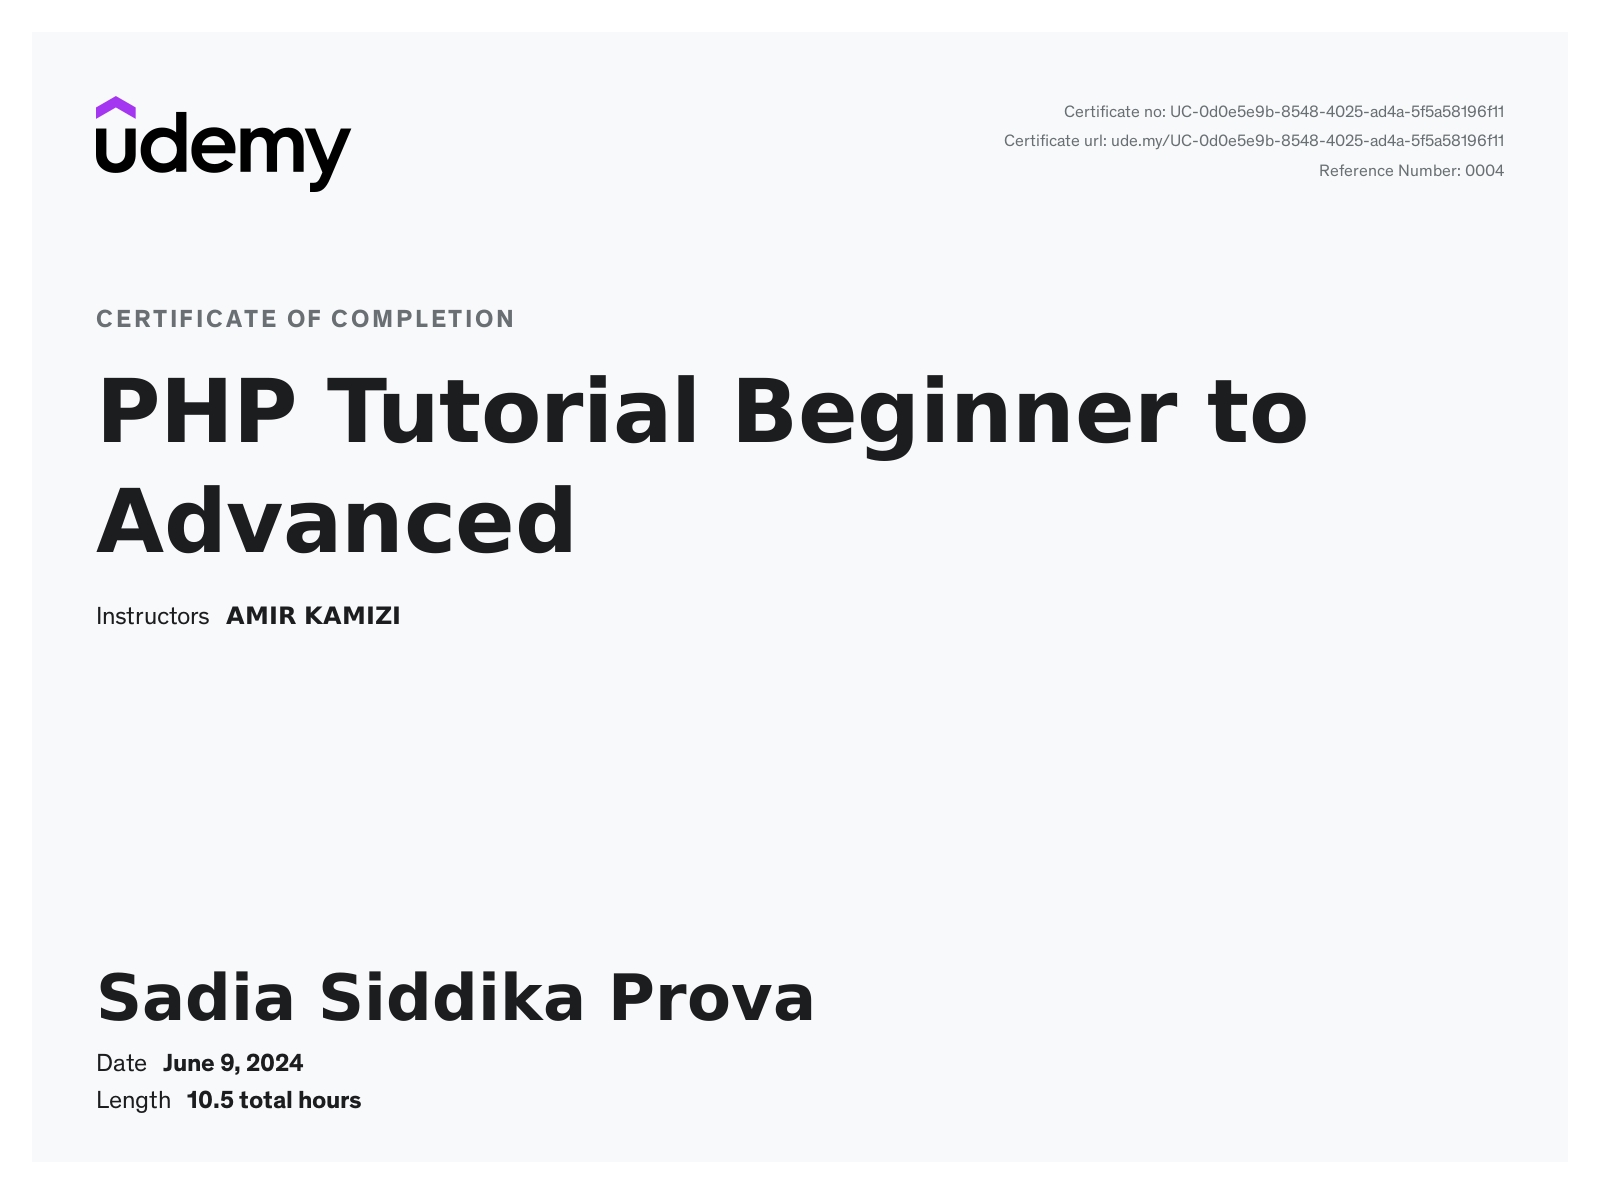 udemy
Certificate no: UC-0d0e5e9b-8548-4025-ad4a-5f5a58196f11
Certificate url: ude.my/UC-0d0e5e9b-8548-4025-ad4a-5f5a58196f11
Reference Number: 0004
CERTIFICATE OF COMPLETION
PHP Tutorial Beginner to
Advanced
Instructors AMIR KAMIZI
Sadia Siddika Prova
Date June 9, 2024
Length 10.5 total hours